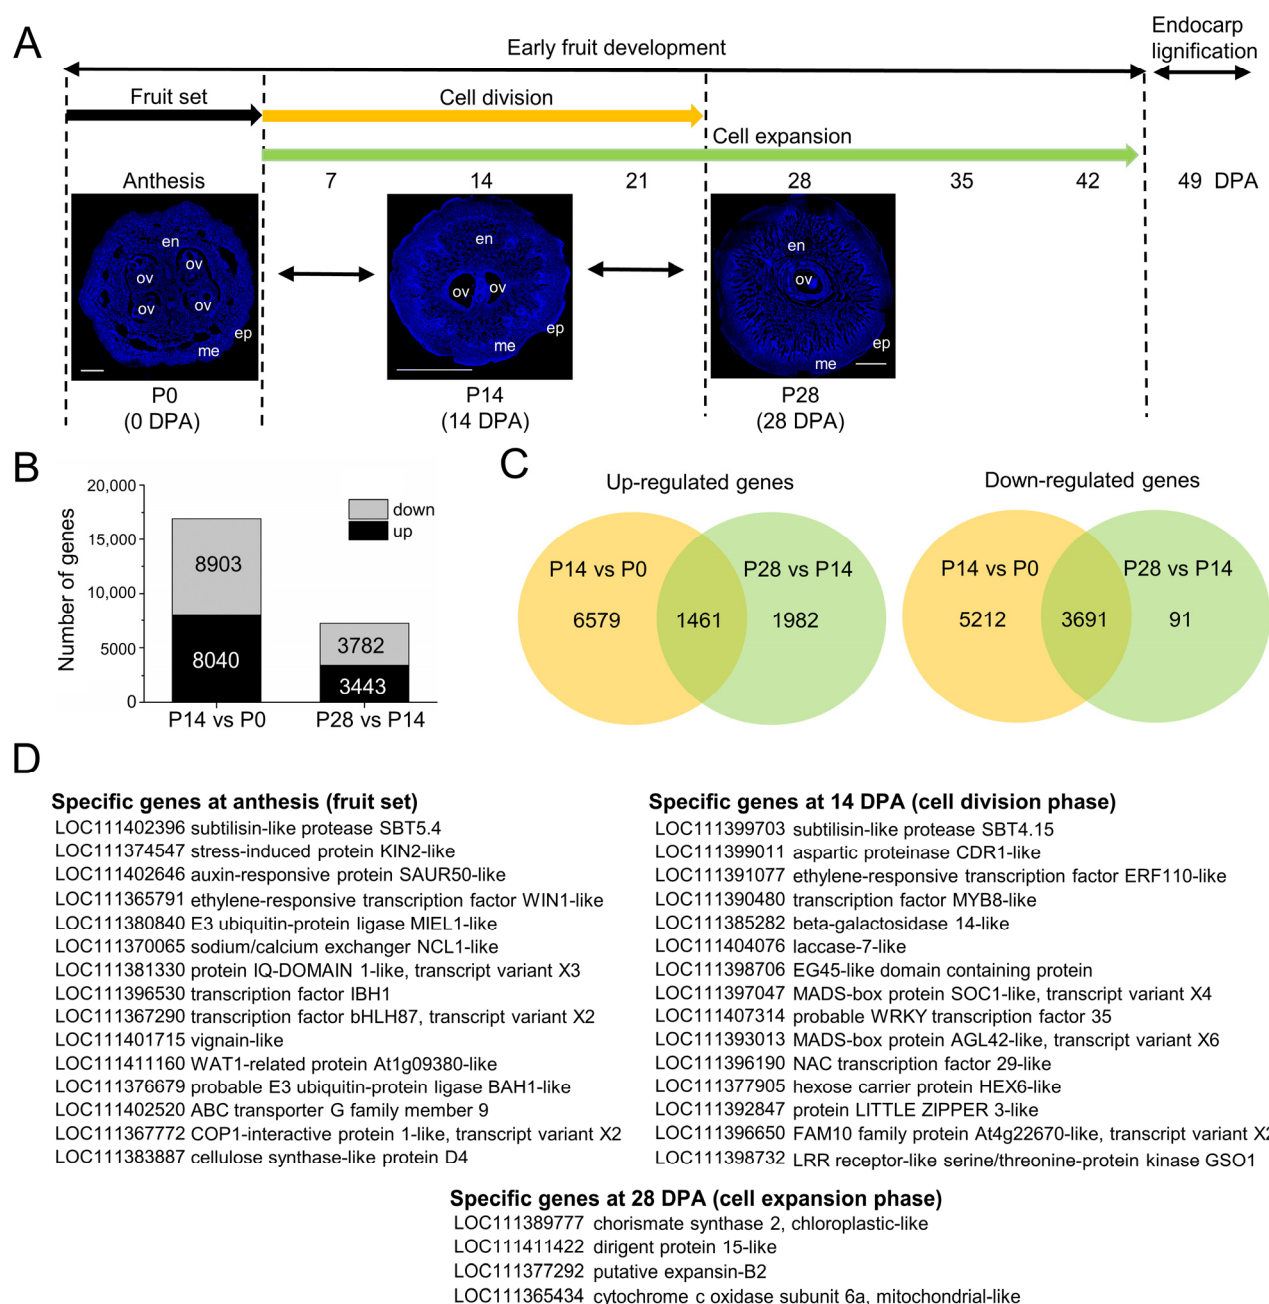 A
Early fruit development
Endocarp
lignification
Fruit set
Cell division
Cell expansion
Anthesis 7 14 21 28 35 42 49 DPA
en
ov
ov
ov
ov
ep
me
en
ov
ov
ep
me
en
ov
ep
me
P0
(0 DPA)
P14
(14 DPA)
P28
(28 DPA)
B
Number of genes
20,000
15,000
10,000
5000
0
down
up
8903
8040
3782
3443
P14 vs P0
P28 vs P14
C
Up-regulated genes
P14 vs P0
P28 vs P14
6579
1461
1982
Down-regulated genes
P14 vs P0
P28 vs P14
5212
3691
91
D
Specific genes at anthesis (fruit set)
LOC111402396 subtilisin-like protease SBT5.4
LOC111374547 stress-induced protein KIN2-like
LOC111402646 auxin-responsive protein SAUR50-like
LOC111365791 ethylene-responsive transcription factor WIN1-like
LOC111380840 E3 ubiquitin-protein ligase MIEL1-like
LOC111370065 sodium/calcium exchanger NCL1-like
LOC111381330 protein IQ-DOMAIN 1-like, transcript variant X3
LOC111396530 transcription factor IBH1
LOC111367290 transcription factor bHLH87, transcript variant X2
LOC111401715 vignain-like
LOC111411160 WAT1-related protein At1g09380-like
LOC111376679 probable E3 ubiquitin-protein ligase BAH1-like
LOC111402520 ABC transporter G family member 9
LOC111367772 COP1-interactive protein 1-like, transcript variant X2
LOC111383887 cellulose synthase-like protein D4
Specific genes at 14 DPA (cell division phase)
LOC111399703 subtilisin-like protease SBT4.15
LOC111399011 aspartic proteinase CDR1-like
LOC111391077 ethylene-responsive transcription factor ERF110-like
LOC111390480 transcription factor MYB8-like
LOC111385282 beta-galactosidase 14-like
LOC111404076 laccase-7-like
LOC111398706 EG45-like domain containing protein
LOC111397047 MADS-box protein SOC1-like, transcript variant X4
LOC111407314 probable WRKY transcription factor 35
LOC111393013 MADS-box protein AGL42-like, transcript variant X6
LOC111396190 NAC transcription factor 29-like
LOC111377905 hexose carrier protein HEX6-like
LOC111392847 protein LITTLE ZIPPER 3-like
LOC111396650 FAM10 family protein At4g22670-like, transcript variant X2
LOC111398732 LRR receptor-like serine/threonine-protein kinase GSO1
Specific genes at 28 DPA (cell expansion phase)
LOC111389777 chorismate synthase 2, chloroplastic-like
LOC111411422 dirigent protein 15-like
LOC111377292 putative expansin-B2
LOC111365434 cytochrome c oxidase subunit 6a, mitochondrial-like